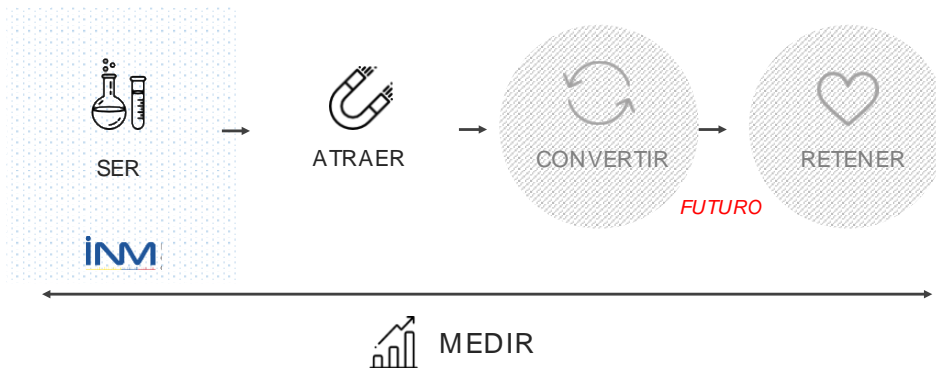 SER
ATRAER
CONVERTIR
RETENER
FUTURO
iNM
MEDIR